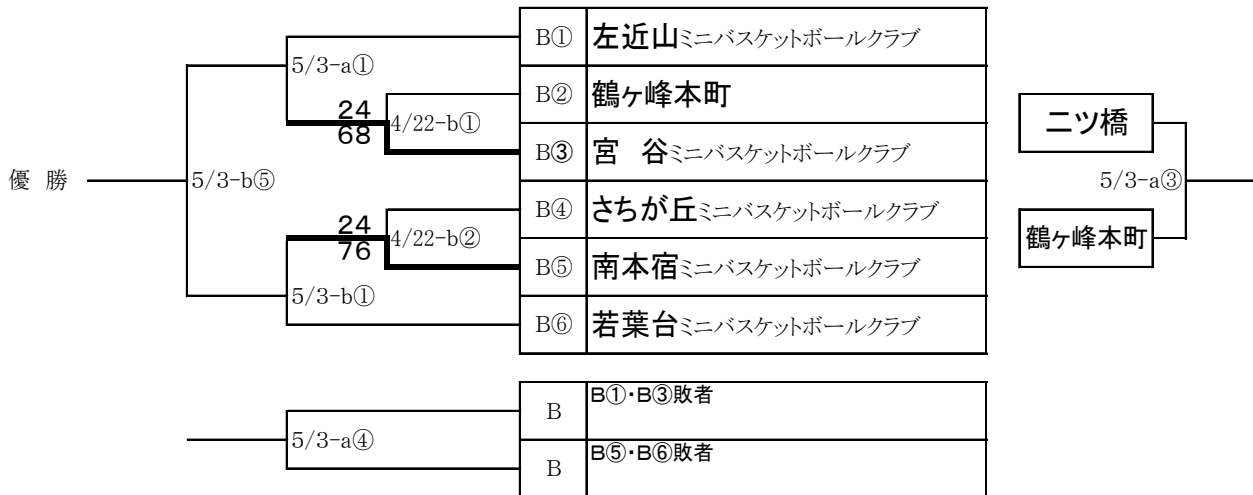 B① 左近山ミニバスケットボールクラブ
5/3-a①
B② 鶴ヶ峰本町
二ツ橋
24
68
4/22-b①
B③ 宮 谷ミニバスケットボールクラブ
優 勝
5/3-b⑤
5/3-a③
B④ さちが丘ミニバスケットボールクラブ
24
76
4/22-b②
鶴ヶ峰本町
B⑤ 南本宿ミニバスケットボールクラブ
5/3-b①
B⑥ 若葉台ミニバスケットボールクラブ
B B①・B③敗者
5/3-a④
B B⑤・B⑥敗者